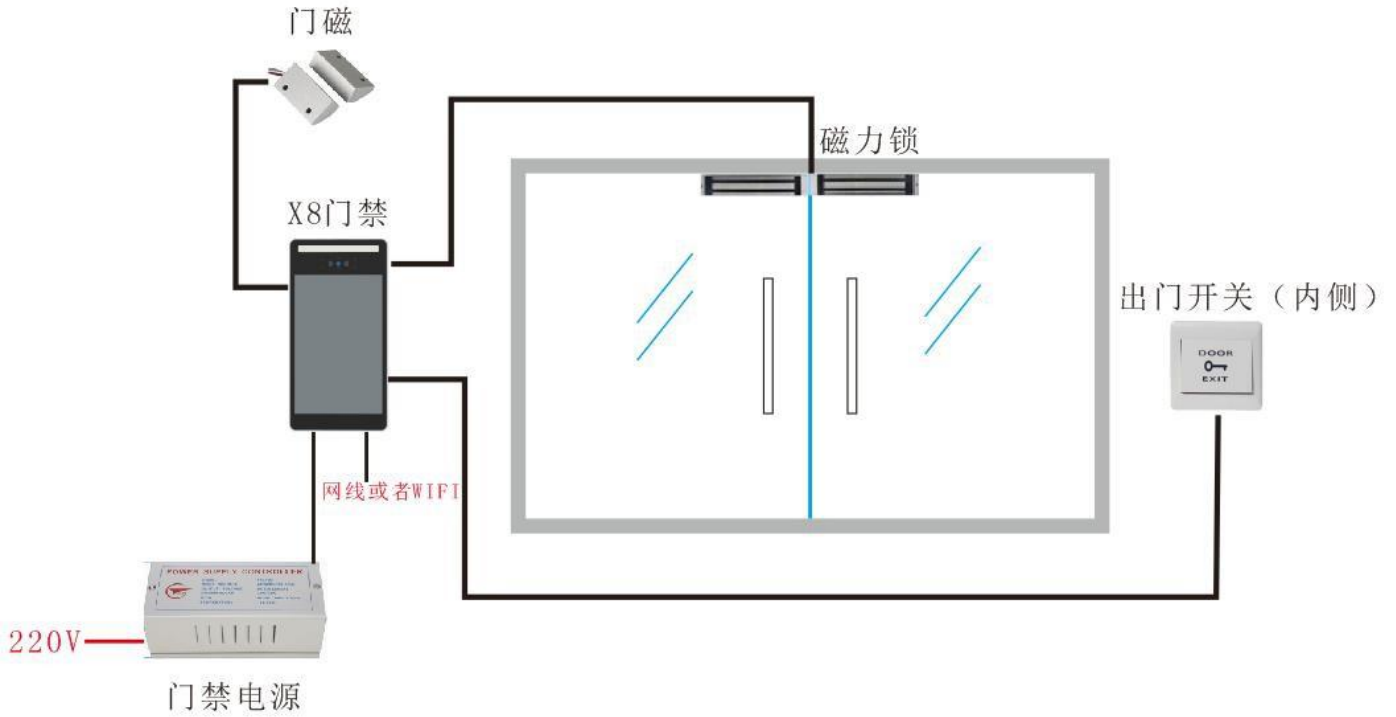 门磁
磁力锁
X8门禁
出门开关（内侧）
DOOR
EXIT
网线或者WIFI
POWER SUPPLY CONTROLLER
220V
门禁电源